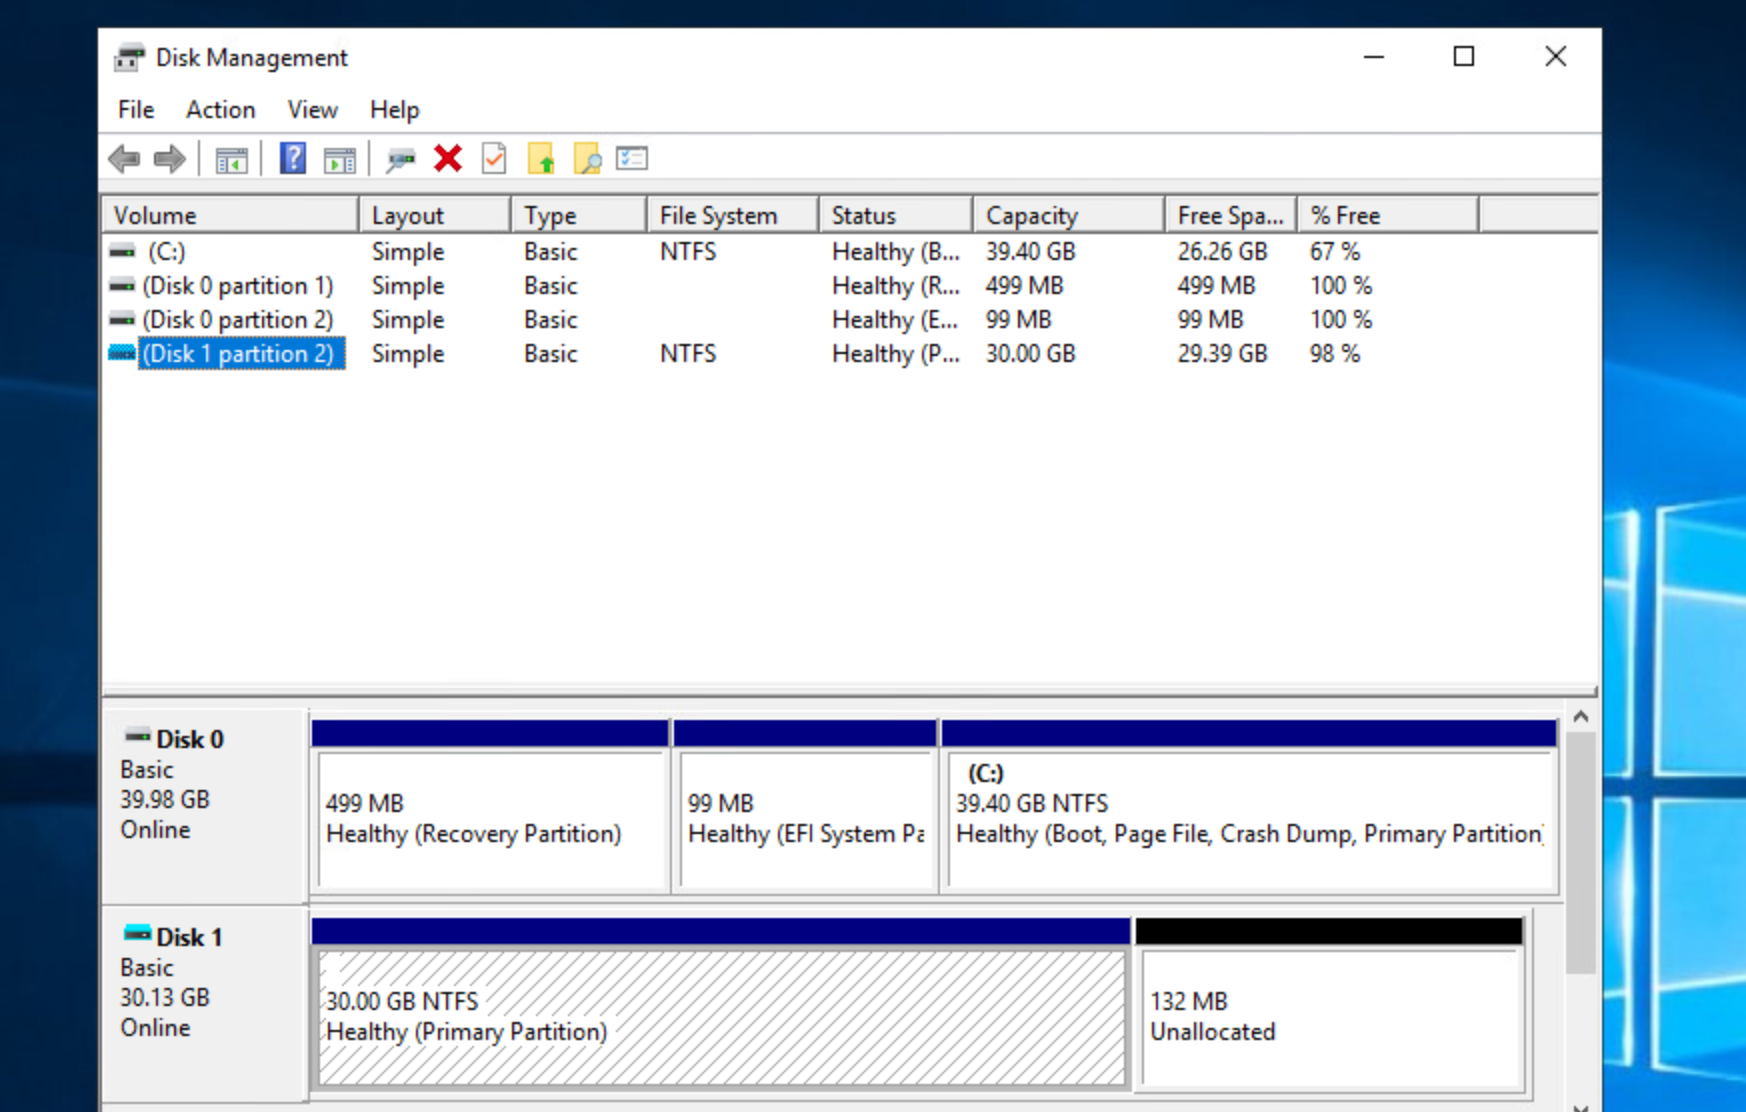 Disk Management
File Action View Help
Volume Layout Type File System Status Capacity Free Spa... % Free
(C:) Simple Basic NTFS Healthy (B... 39.40 GB 26.26 GB 67 %
(Disk 0 partition 1) Simple Basic Healthy (R... 499 MB 499 MB 100 %
(Disk 0 partition 2) Simple Basic Healthy (E... 99 MB 99 MB 100 %
(Disk 1 partition 2) Simple Basic NTFS Healthy (P... 30.00 GB 29.39 GB 98 %
Disk 0
Basic
39.98 GB
Online
499 MB
Healthy (Recovery Partition)
99 MB
Healthy (EFI System Pa
(C:)
39.40 GB NTFS
Healthy (Boot, Page File, Crash Dump, Primary Partition)
Disk 1
Basic
30.13 GB
Online
30.00 GB NTFS
Healthy (Primary Partition)
132 MB
Unallocated